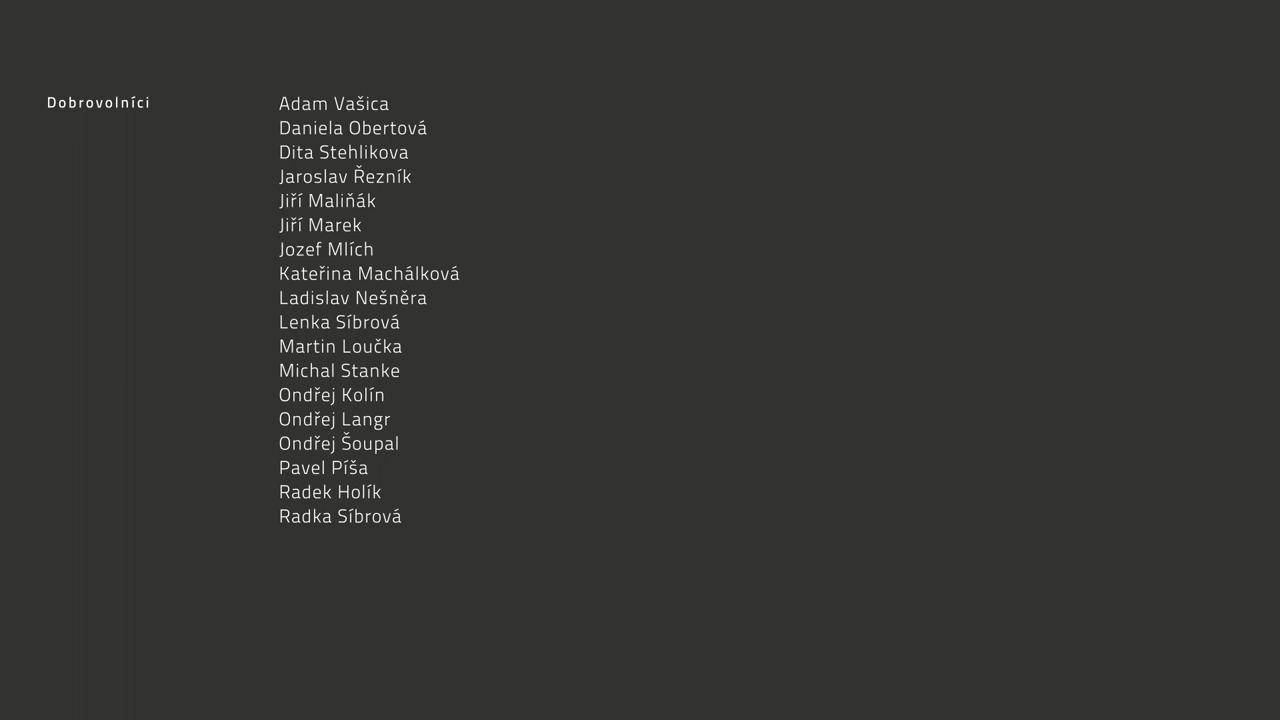 Dobrovolníci
Adam Vašica
Daniela Obertová
Dita Stehlikova
Jaroslav Řezník
Jiří Maliňák
Jiří Marek
Jozef Mlích
Kateřina Machálková
Ladislav Nešněra
Lenka Síbrová
Martin Loučka
Michal Stanke
Ondřej Kolín
Ondřej Langr
Ondřej Šoupal
Pavel Píša
Radek Holík
Radka Síbrová